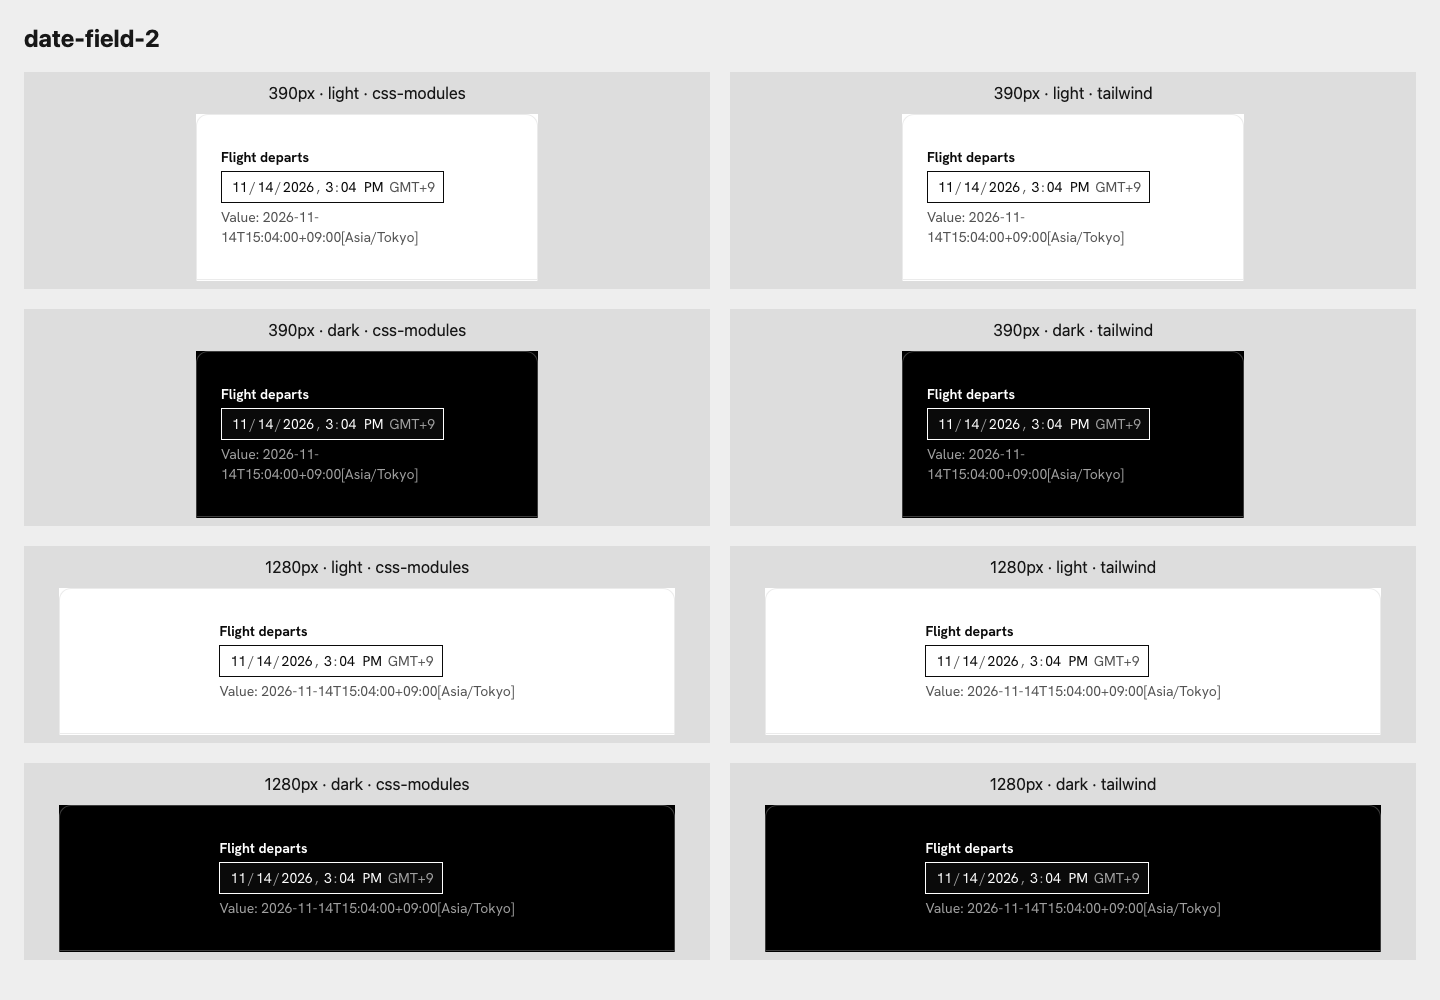 date-field-2
390px · light · css-modules
Flight departs
11/14/2026, 3:04 PM GMT+9
Value: 2026-11-
14T15:04:00+09:00[Asia/Tokyo]
390px · light · tailwind
Flight departs
11/14/2026, 3:04 PM GMT+9
Value: 2026-11-
14T15:04:00+09:00[Asia/Tokyo]
390px · dark · css-modules
Flight departs
11/14/2026, 3:04 PM GMT+9
Value: 2026-11-
14T15:04:00+09:00[Asia/Tokyo]
390px · dark · tailwind
Flight departs
11/14/2026, 3:04 PM GMT+9
Value: 2026-11-
14T15:04:00+09:00[Asia/Tokyo]
1280px · light · css-modules
Flight departs
11/14/2026, 3:04 PM GMT+9
Value: 2026-11-14T15:04:00+09:00[Asia/Tokyo]
1280px · light · tailwind
Flight departs
11/14/2026, 3:04 PM GMT+9
Value: 2026-11-14T15:04:00+09:00[Asia/Tokyo]
1280px · dark · css-modules
Flight departs
11/14/2026, 3:04 PM GMT+9
Value: 2026-11-14T15:04:00+09:00[Asia/Tokyo]
1280px · dark · tailwind
Flight departs
11/14/2026, 3:04 PM GMT+9
Value: 2026-11-14T15:04:00+09:00[Asia/Tokyo]